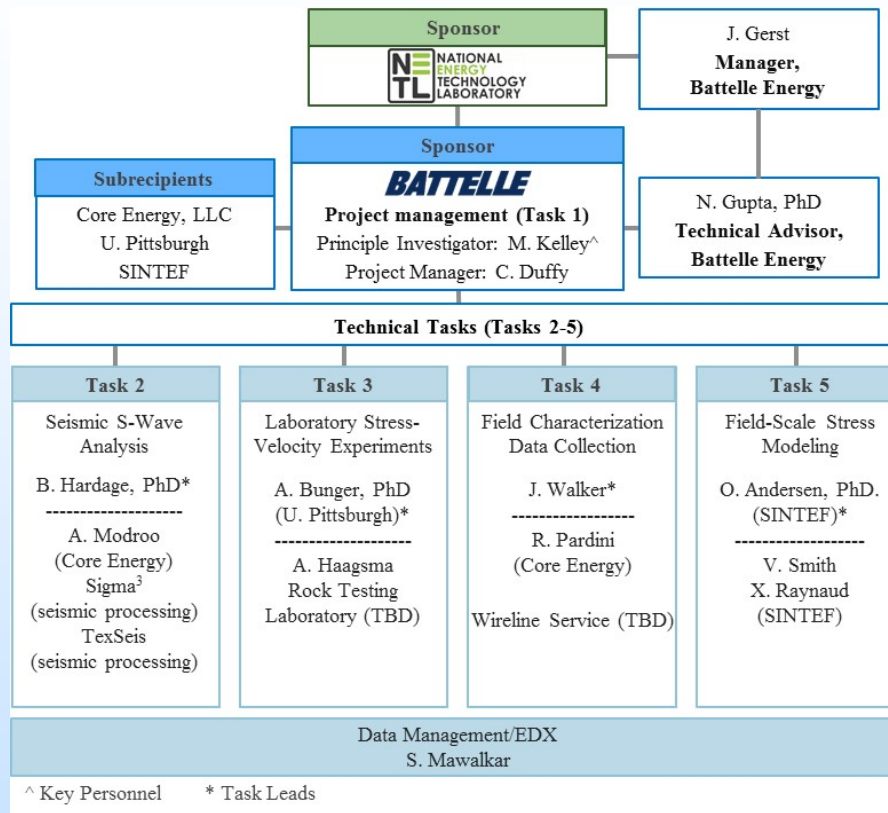 Sponsor
NETL NATIONAL
ENERGY
TECHNOLOGY
LABORATORY
J. Gerst
Manager,
Battelle Energy
Subrecipients
Core Energy, LLC
U. Pittsburgh
SINTEF
Sponsor
BATTELLE
Project management (Task 1)
Principle Investigator: M. Kelley^
Project Manager: C. Duffy
N. Gupta, PhD
Technical Advisor,
Battelle Energy
Technical Tasks (Tasks 2-5)
Task 2
Seismic S-Wave
Analysis
B. Hardage, PhD*
--------------------
A. Modroo
(Core Energy)
Sigma³
(seismic processing)
TexSeis
(seismic processing)
Task 3
Laboratory Stress-
Velocity Experiments
A. Bunger, PhD
(U. Pittsburgh)*
--------------------
A. Haagsma
Rock Testing
Laboratory (TBD)
Task 4
Field Characterization
Data Collection
J. Walker*
------------------
R. Pardini
(Core Energy)
Wireline Service (TBD)
Task 5
Field-Scale Stress
Modeling
O. Andersen, PhD.
(SINTEF)*
-------------------
V. Smith
X. Raynaud
(SINTEF)
Data Management/EDX
S. Mawalkar
^ Key Personnel * Task Leads